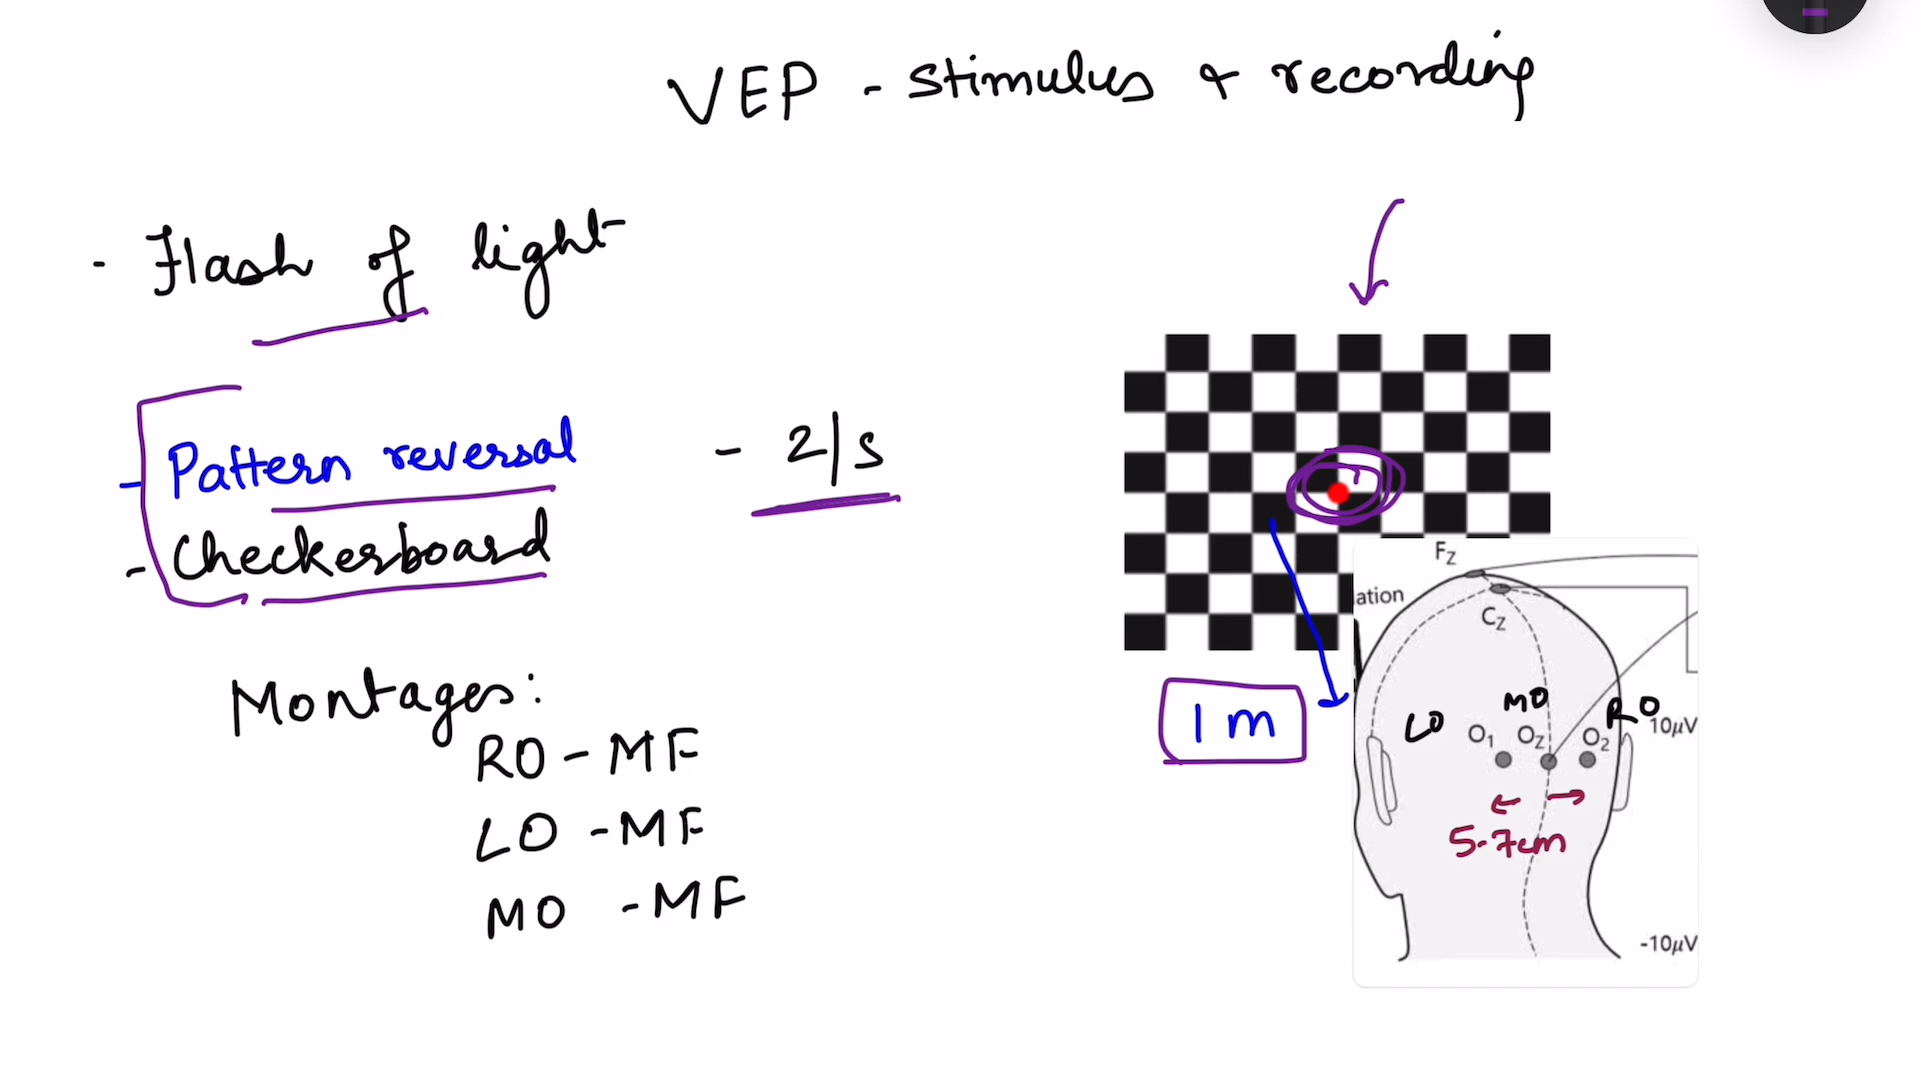 VEP - Stimulus & recording
- Flash of light
- Pattern reversal - 2/s
- Checkerboard
Montages:
RO - MF
LO - MF
MO - MF
1 m
Fz
ation
Cz
LO MO RO
O1 Oz O2 10μV
5-7cm
-10μV